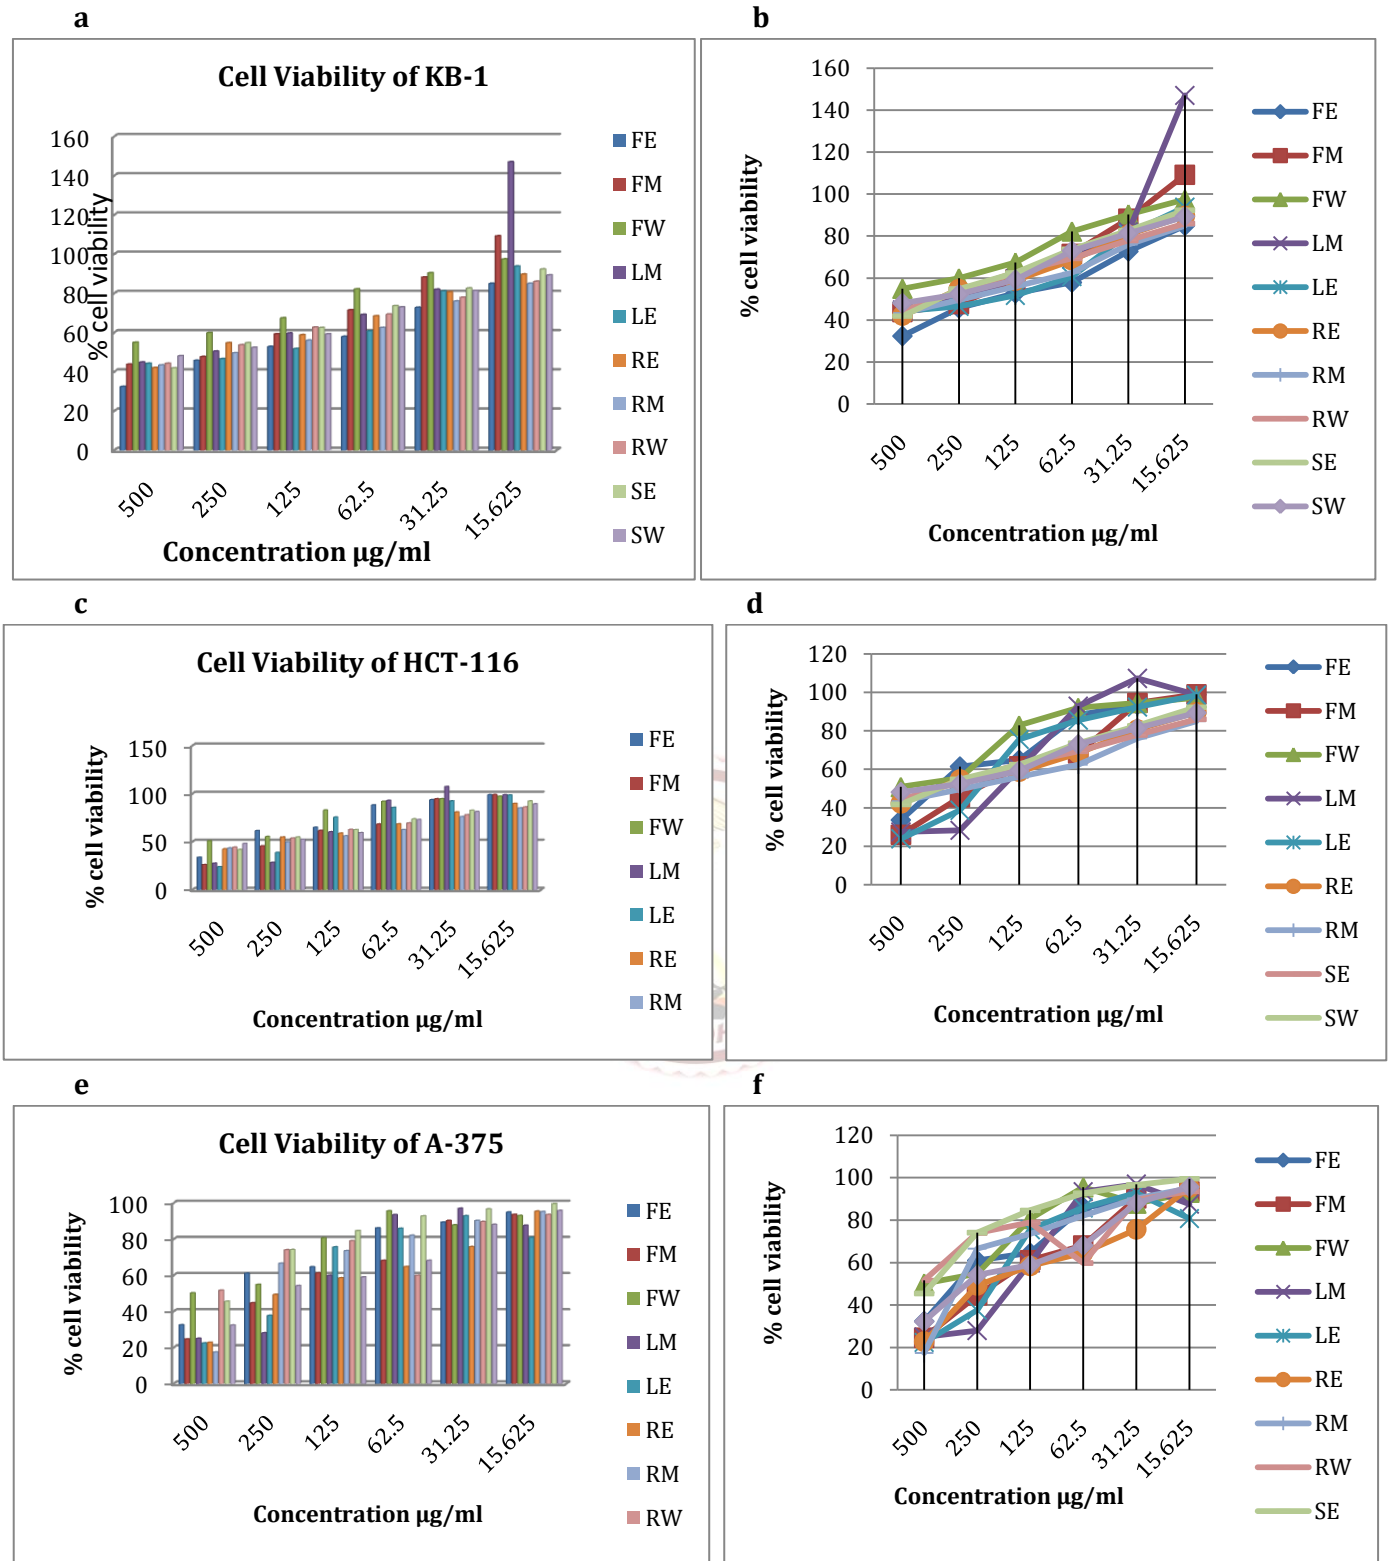 a
Cell Viability of KB-1
% cell viability
160
140
120
100
80
60
40
20
0
500
250
125
62.5
31.25
15.625
Concentration µg/ml
FE
FM
FW
LM
LE
RE
RM
RW
SE
SW
b
% cell viability
160
140
120
100
80
60
40
20
0
500
250
125
62.5
31.25
15.625
Concentration µg/ml
FE
FM
FW
LM
LE
RE
RM
RW
SE
SW
c
Cell Viability of HCT-116
% cell viability
150
100
50
0
500
250
125
62.5
31.25
15.625
Concentration µg/ml
FE
FM
FW
LM
LE
RE
RM
d
% cell viability
120
100
80
60
40
20
0
500
250
125
62.5
31.25
15.625
Concentration µg/ml
FE
FM
FW
LM
LE
RE
RM
SE
SW
e
Cell Viability of A-375
% cell viability
100
80
60
40
20
0
500
250
125
62.5
31.25
15.625
Concentration µg/ml
FE
FM
FW
LM
LE
RE
RM
RW
f
% cell viability
120
100
80
60
40
20
0
500
250
125
62.5
31.25
15.625
Concentration µg/ml
FE
FM
FW
LM
LE
RE
RM
RW
SE